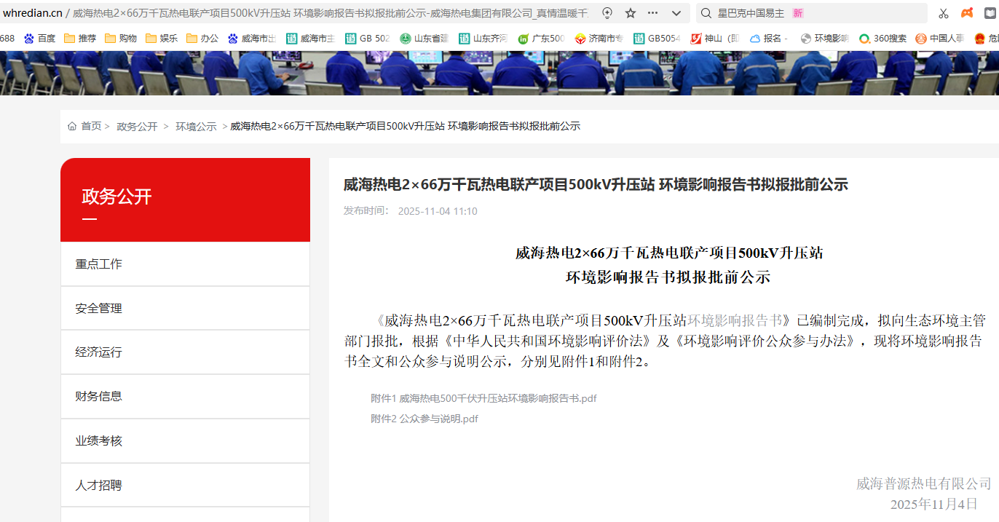 whredian.cn / 威海热电2×66万千瓦热电联产项目500kV升压站 环境影响报告书拟报批前公示-威海热电集团有限公司_真情温暖千
星巴克中国易主 新
688 百度 推荐 购物 娱乐 办公 威海市出 威海市主 GB 502 山东省建 山东齐河 广东500 济南市专 GB5054 神山（即 报名 - 环境影响 360搜索 中国人事 危
首页 > 政务公开 > 环境公示 > 威海热电2×66万千瓦热电联产项目500kV升压站 环境影响报告书拟报批前公示
政务公开
重点工作
安全管理
经济运行
财务信息
业绩考核
人才招聘
威海热电2×66万千瓦热电联产项目500kV升压站 环境影响报告书拟报批前公示
发布时间： 2025-11-04 11:10
威海热电2×66万千瓦热电联产项目500kV升压站
环境影响报告书拟报批前公示
《威海热电2×66万千瓦热电联产项目500kV升压站环境影响报告书》已编制完成，拟向生态环境主管
部门报批，根据《中华人民共和国环境影响评价法》及《环境影响评价公众参与办法》，现将环境影响报告
书全文和公众参与说明公示，分别见附件1和附件2。
附件1 威海热电500千伏升压站环境影响报告书.pdf
附件2 公众参与说明.pdf
威海普源热电有限公司
2025年11月4日